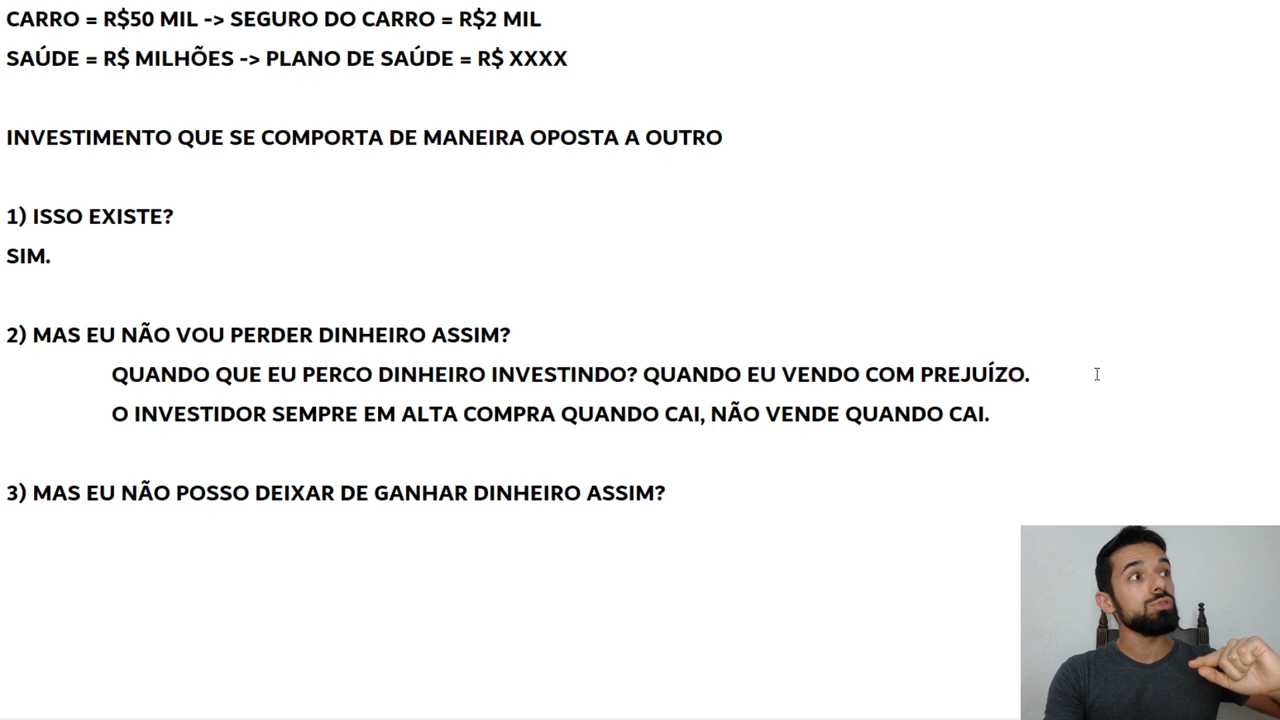 CARRO = R$50 MIL -> SEGURO DO CARRO = R$2 MIL
SAÚDE = R$ MILHÕES -> PLANO DE SAÚDE = R$ XXXX
INVESTIMENTO QUE SE COMPORTA DE MANEIRA OPOSTA A OUTRO
1) ISSO EXISTE?
SIM.
2) MAS EU NÃO VOU PERDER DINHEIRO ASSIM?
QUANDO QUE EU PERCO DINHEIRO INVESTINDO? QUANDO EU VENDO COM PREJUÍZO.
O INVESTIDOR SEMPRE EM ALTA COMPRA QUANDO CAI, NÃO VENDE QUANDO CAI.
3) MAS EU NÃO POSSO DEIXAR DE GANHAR DINHEIRO ASSIM?